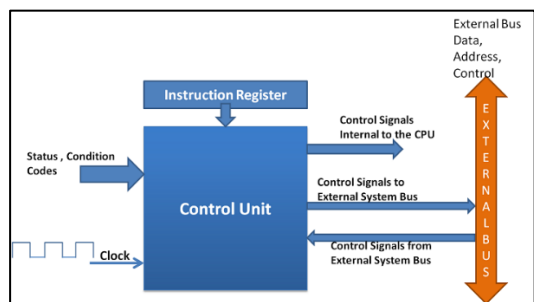 External Bus
Data,
Address,
Control
Instruction Register
Control Signals
Internal to the CPU
Status , Condition
Codes
Control Unit
Control Signals to
External System Bus
Control Signals from
External System Bus
Clock
EXTERNALBUS